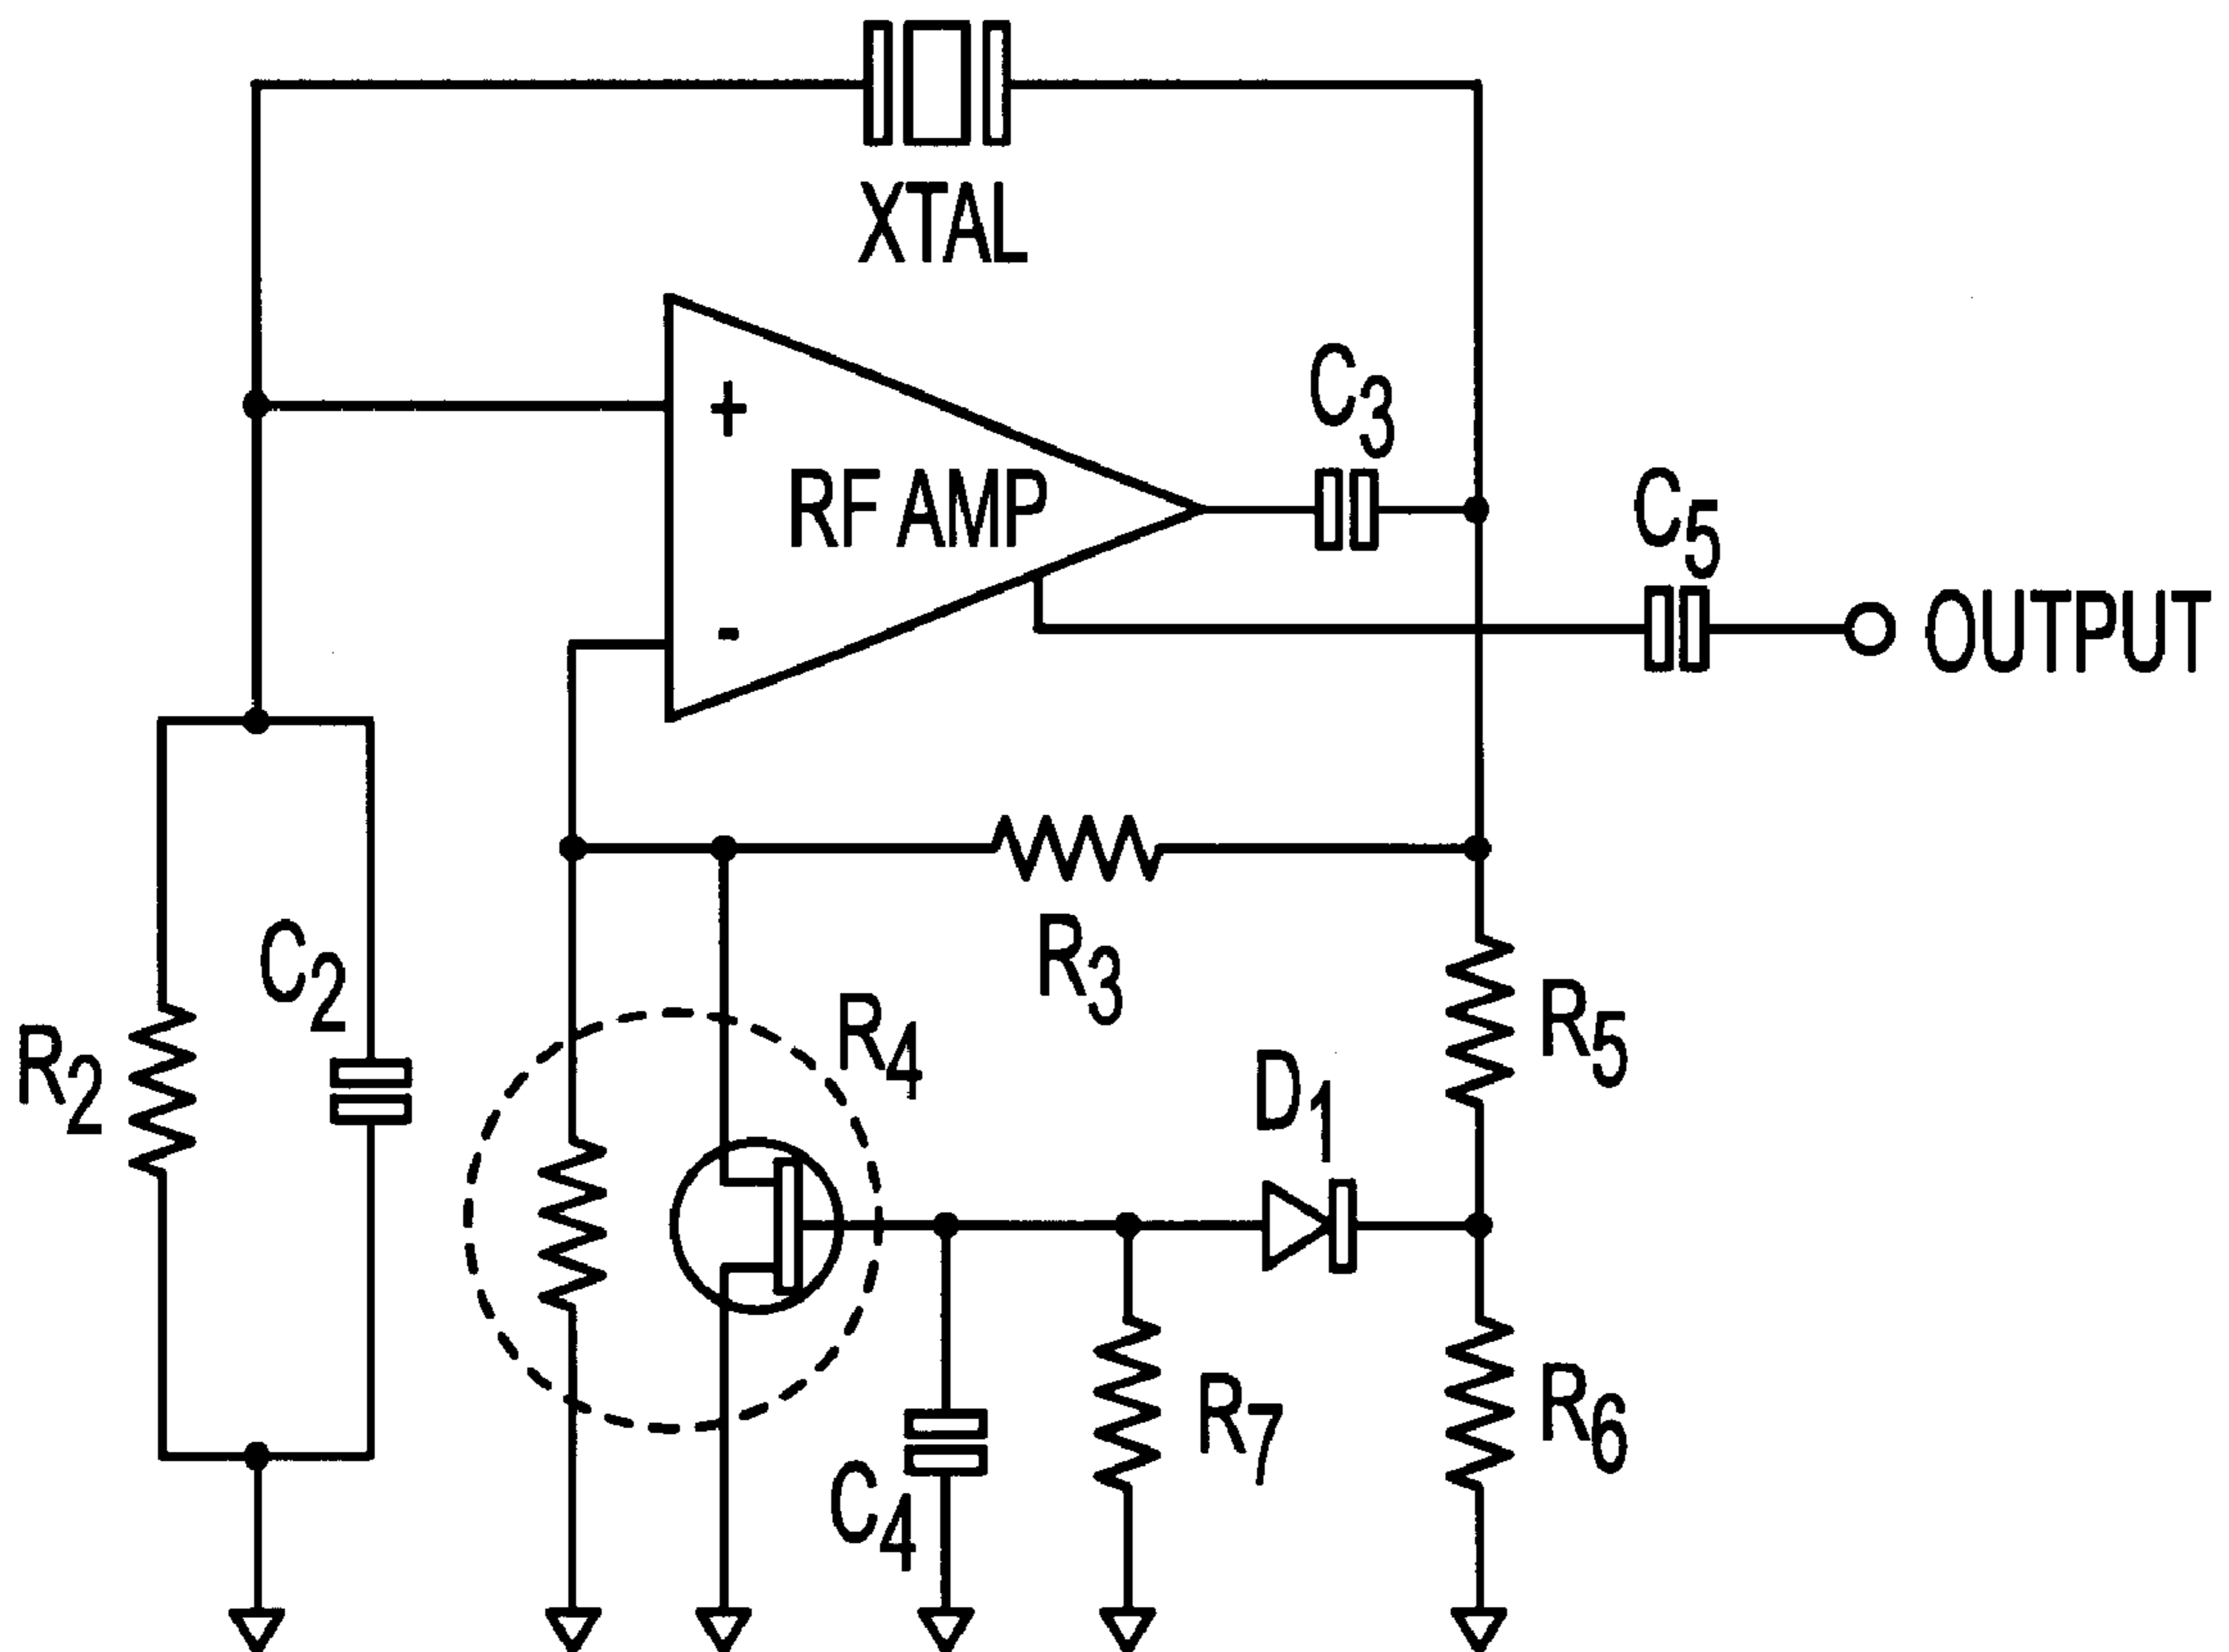 XTAL
+
RF AMP
-
C3
C5
OUTPUT
R3
R5
R4
D1
C2
R2
R7
R6
C4